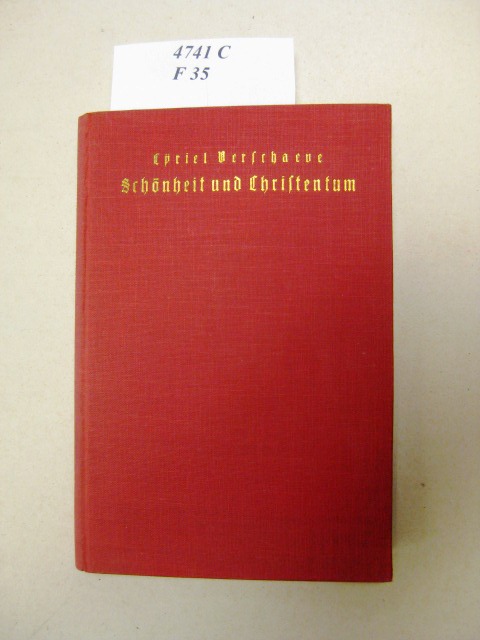 4741 C
F 35
Cyriel Verschaeve
Schönheit und Christentum